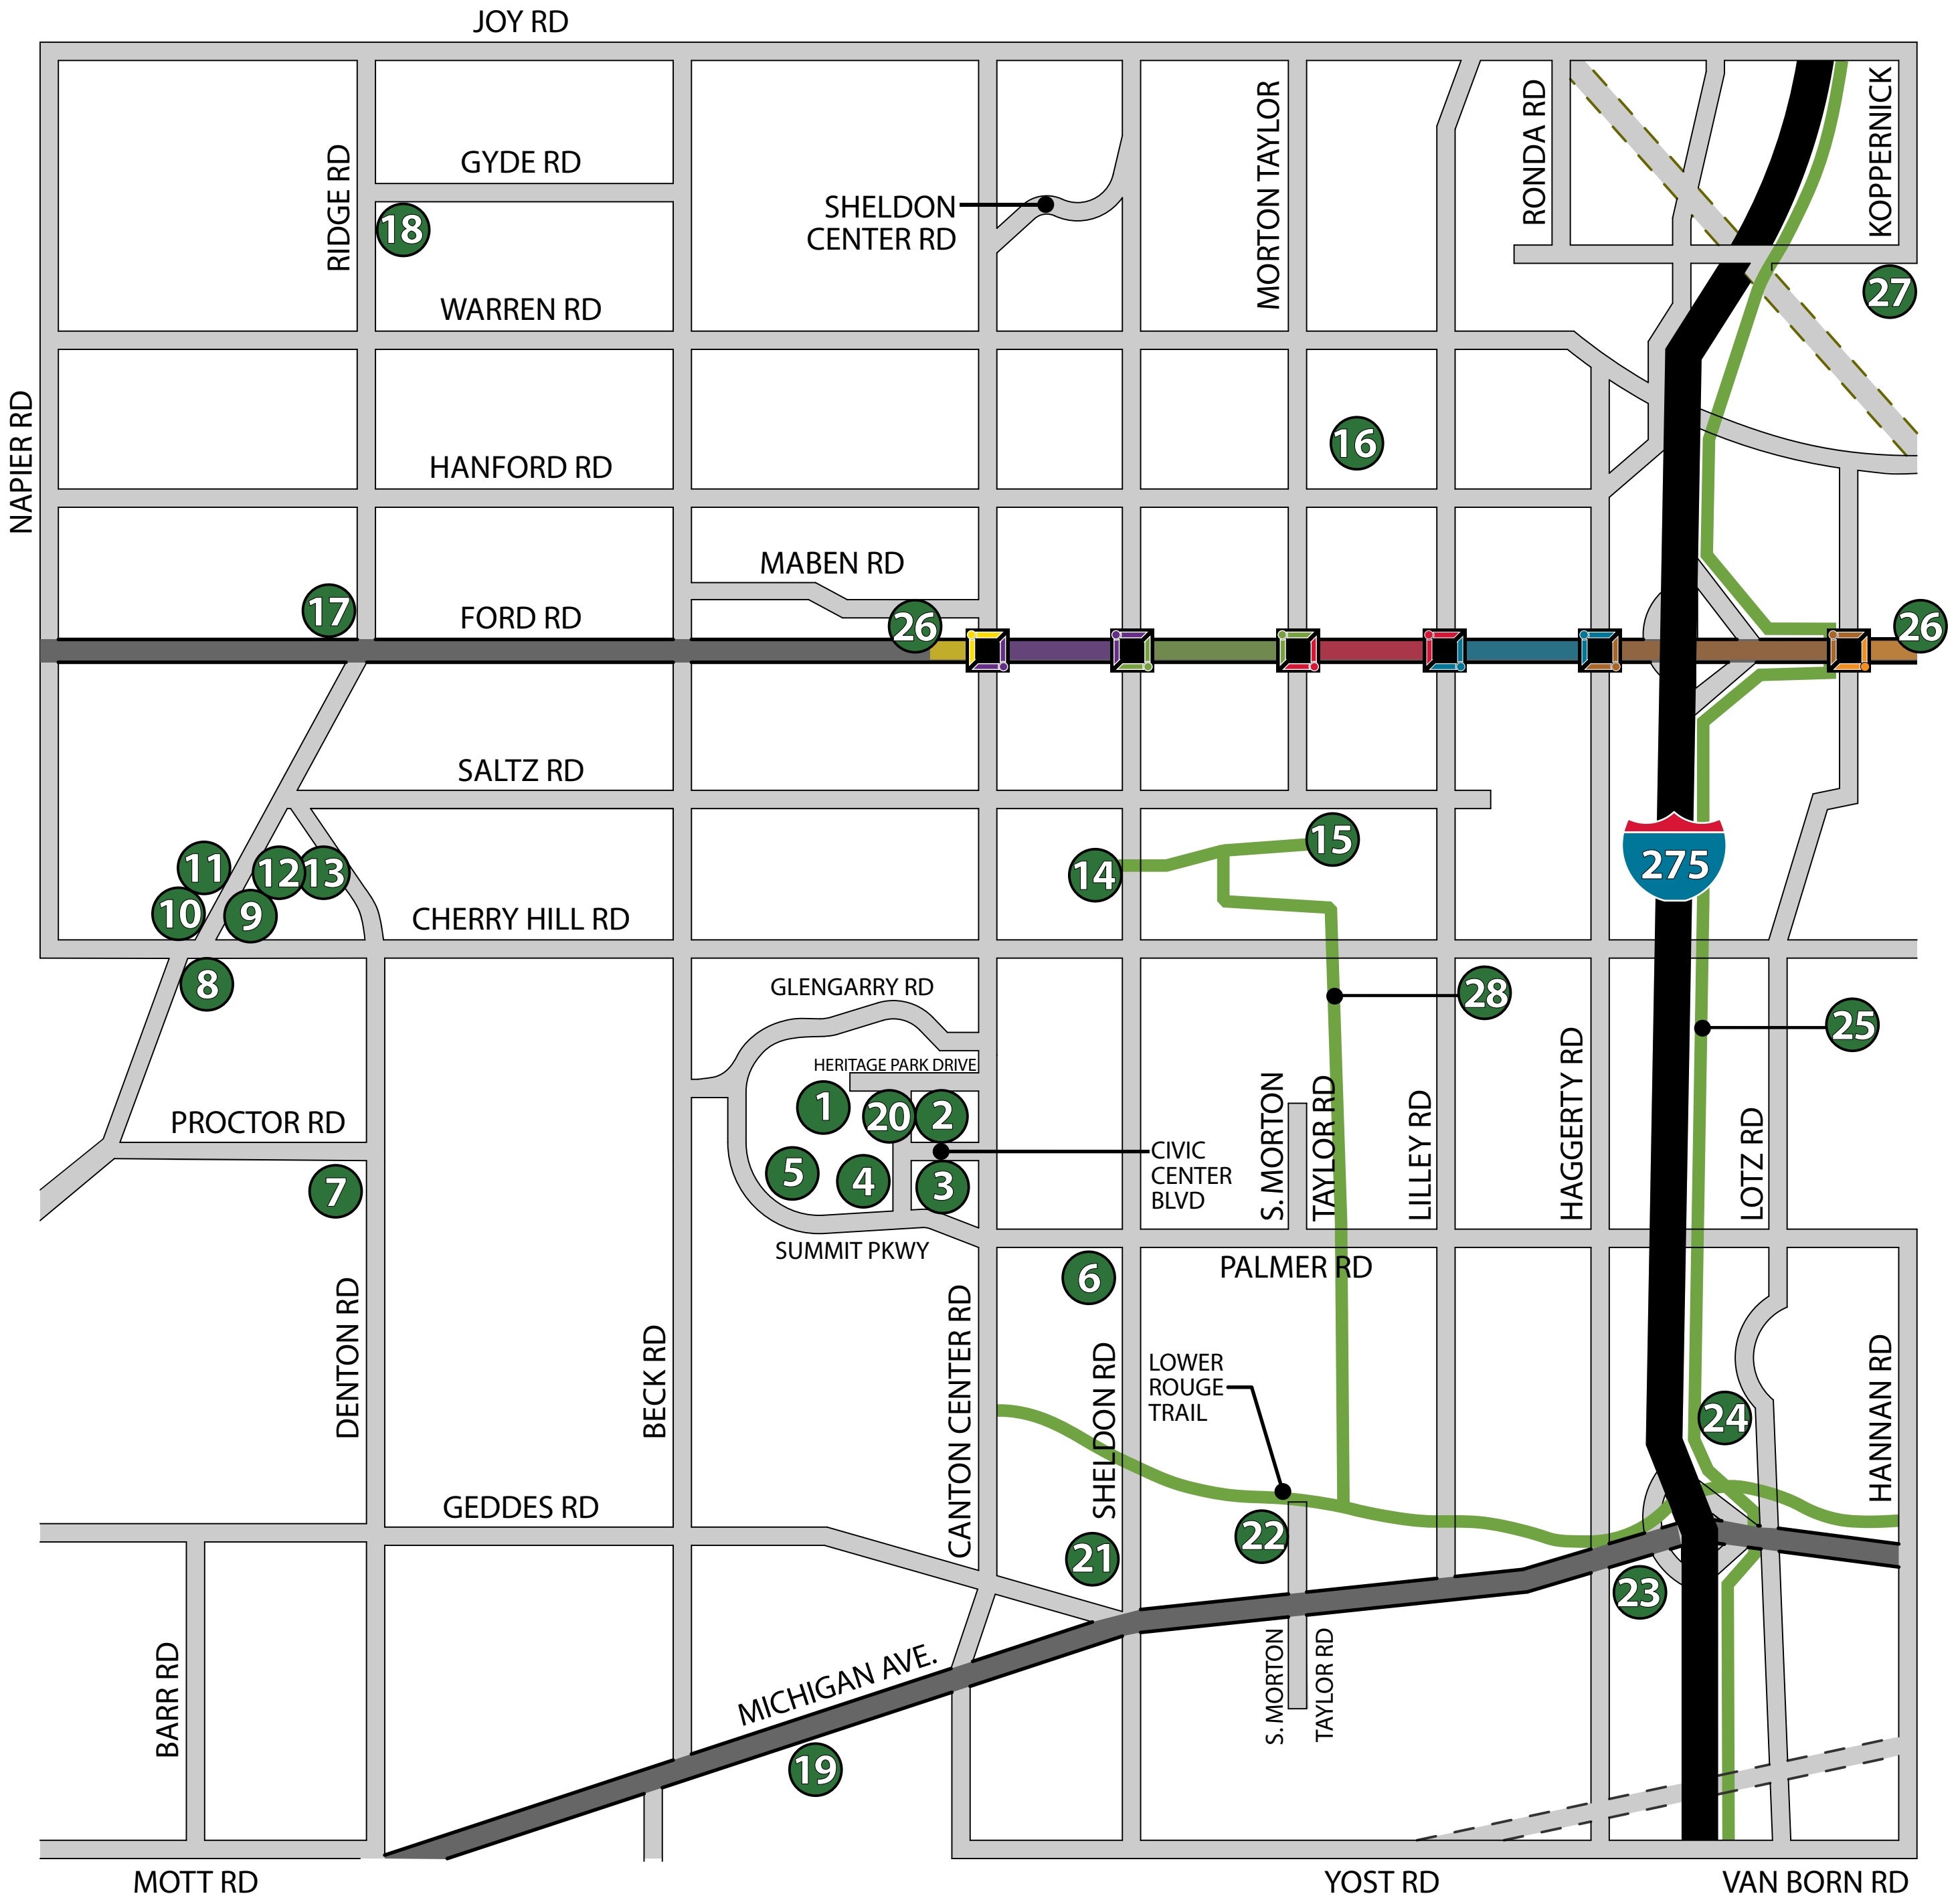 JOY RD
RIDGE RD
GYDE RD
18
SHELDON
CENTER RD
MORTON TAYLOR
RONDA RD
KOPPERNICK
27
WARREN RD
NAPIER RD
HANFORD RD
16
MABEN RD
17
FORD RD
26
26
SALTZ RD
11
12
13
10
9
14
15
275
CHERRY HILL RD
8
GLENGARRY RD
28
25
HERITAGE PARK DRIVE
1
20
2
PROCTOR RD
7
5
4
3
CIVIC
CENTER
BLVD
S. MORTON
TAYLOR RD
LILLEY RD
HAGGERTY RD
LOTZ RD
SUMMIT PKWY
6
PALMER RD
DENTON RD
BECK RD
CANTON CENTER RD
SHELDON RD
LOWER
ROUGE
TRAIL
24
HANNAN RD
GEDDES RD
22
21
23
BARR RD
MICHIGAN AVE.
S. MORTON
TAYLOR RD
19
MOTT RD
YOST RD
VAN BORN RD